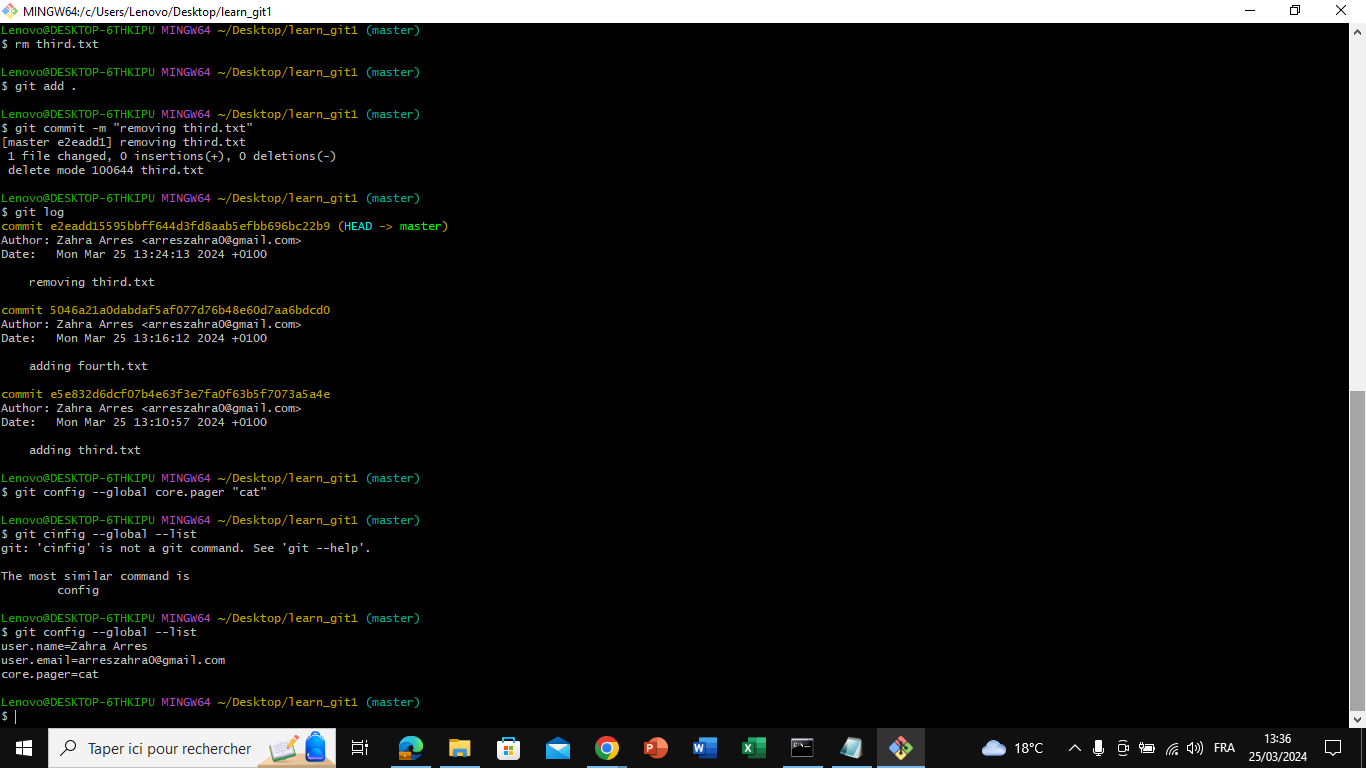 MINGW64:/c/Users/Lenovo/Desktop/learn_git1
Lenovo@DESKTOP-6THKIPU MINGW64 ~/Desktop/learn_git1 (master)
$ rm third.txt
Lenovo@DESKTOP-6THKIPU MINGW64 ~/Desktop/learn_git1 (master)
$ git add .
Lenovo@DESKTOP-6THKIPU MINGW64 ~/Desktop/learn_git1 (master)
$ git commit -m "removing third.txt"
[master e2eadd1] removing third.txt
 1 file changed, 0 insertions(+), 0 deletions(-)
 delete mode 100644 third.txt
Lenovo@DESKTOP-6THKIPU MINGW64 ~/Desktop/learn_git1 (master)
$ git log
commit e2eadd15595bbff644d3fd8aab5efbb696bc22b9 (HEAD -> master)
Author: Zahra Arres <arreszahra0@gmail.com>
Date:   Mon Mar 25 13:24:13 2024 +0100
    removing third.txt
commit 5046a21a0dabdaf5af077d76b48e60d7aa6bdcd0
Author: Zahra Arres <arreszahra0@gmail.com>
Date:   Mon Mar 25 13:16:12 2024 +0100
    adding fourth.txt
commit e5e832d6dcf07b4e63f3e7fa0f63b5f7073a5a4e
Author: Zahra Arres <arreszahra0@gmail.com>
Date:   Mon Mar 25 13:10:57 2024 +0100
    adding third.txt
Lenovo@DESKTOP-6THKIPU MINGW64 ~/Desktop/learn_git1 (master)
$ git config --global core.pager "cat"
Lenovo@DESKTOP-6THKIPU MINGW64 ~/Desktop/learn_git1 (master)
$ git cinfig --global --list
git: 'cinfig' is not a git command. See 'git --help'.
The most similar command is
        config
Lenovo@DESKTOP-6THKIPU MINGW64 ~/Desktop/learn_git1 (master)
$ git config --global --list
user.name=Zahra Arres
user.email=arreszahra0@gmail.com
core.pager=cat
Lenovo@DESKTOP-6THKIPU MINGW64 ~/Desktop/learn_git1 (master)
$
Taper ici pour rechercher
18°C
FRA
13:36
25/03/2024